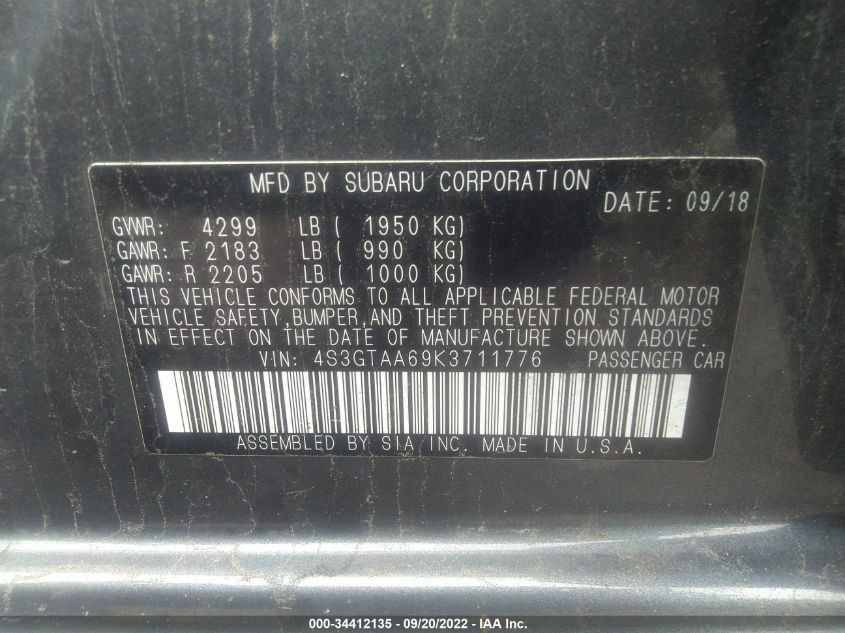 MFD BY SUBARU CORPORATION
DATE: 09/18
GVWR: 4299 LB ( 1950 KG)
GAWR: F 2183 LB ( 990 KG)
GAWR: R 2205 LB ( 1000 KG)
THIS VEHICLE CONFORMS TO ALL APPLICABLE FEDERAL MOTOR
VEHICLE SAFETY,BUMPER,AND THEFT PREVENTION STANDARDS
IN EFFECT ON THE DATE OF MANUFACTURE SHOWN ABOVE.
VIN: 4S3GTAA69K3711776 PASSENGER CAR
ASSEMBLED BY SIA INC. MADE IN U.S.A.
000-34412135 - 09/20/2022 - IAA Inc.